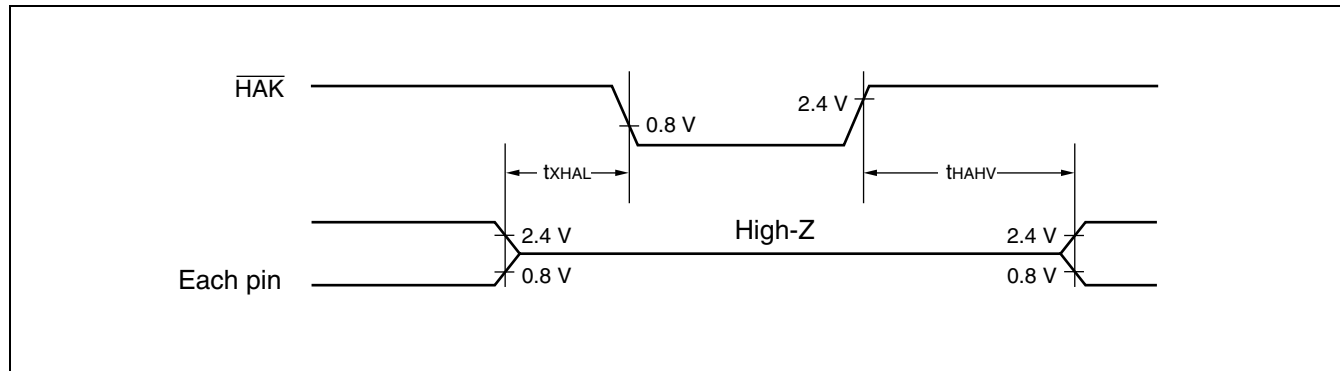 HAK
2.4 V
0.8 V
tXHAL
tHAHV
High-Z
2.4 V
2.4 V
Each pin
0.8 V
0.8 V